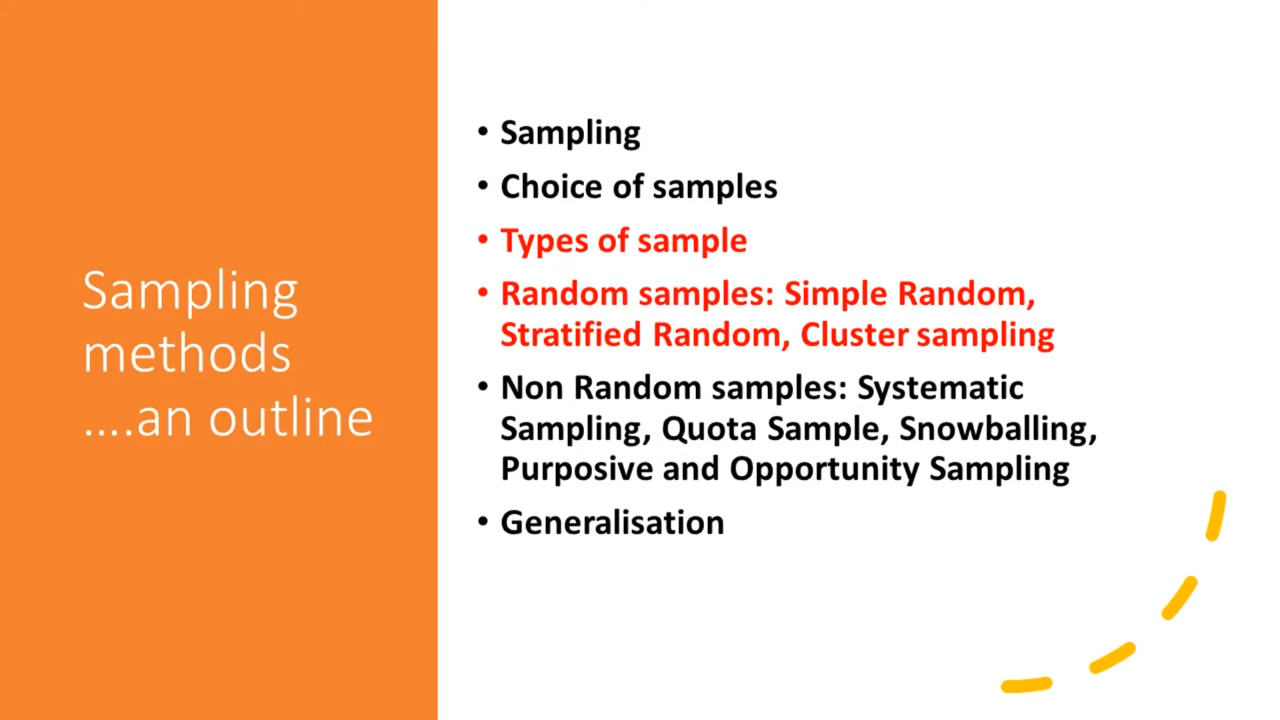 Sampling
methods
….an outline
• Sampling
• Choice of samples
• Types of sample
• Random samples: Simple Random,
Stratified Random, Cluster sampling
• Non Random samples: Systematic
Sampling, Quota Sample, Snowballing,
Purposive and Opportunity Sampling
• Generalisation